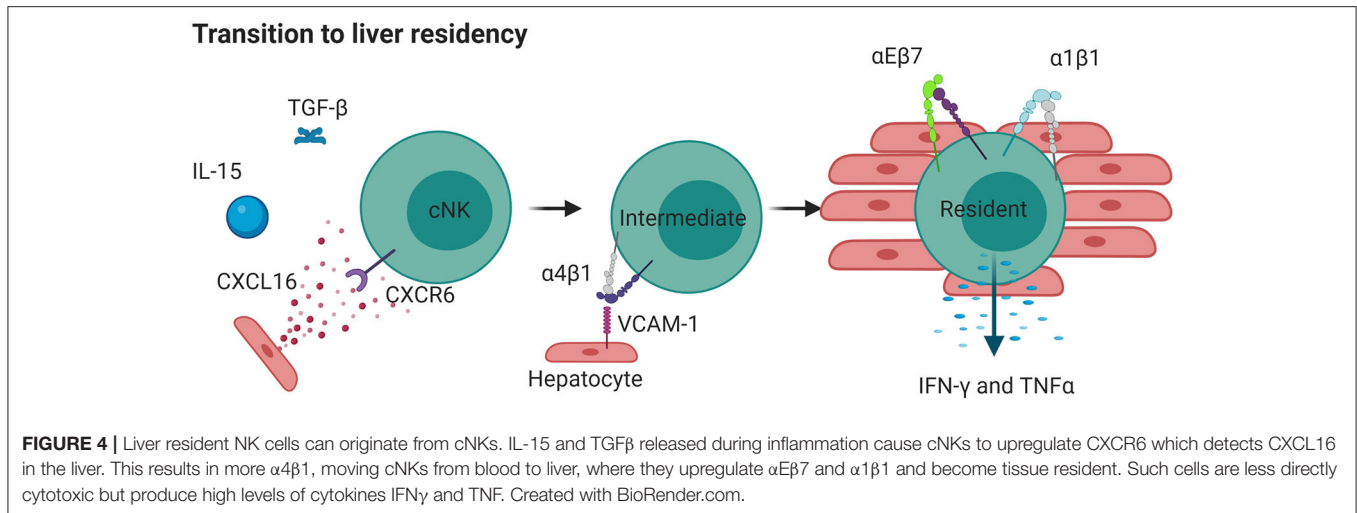 Transition to liver residency
TGF-β
IL-15
CXCL16
CXCR6
cNK
Intermediate
α4β1
VCAM-1
Hepatocyte
αEβ7
α1β1
Resident
IFN-γ and TNFα
FIGURE 4 | Liver resident NK cells can originate from cNKs. IL-15 and TGFβ released during inflammation cause cNKs to upregulate CXCR6 which detects CXCL16
in the liver. This results in more α4β1, moving cNKs from blood to liver, where they upregulate αEβ7 and α1β1 and become tissue resident. Such cells are less directly
cytotoxic but produce high levels of cytokines IFNγ and TNF. Created with BioRender.com.